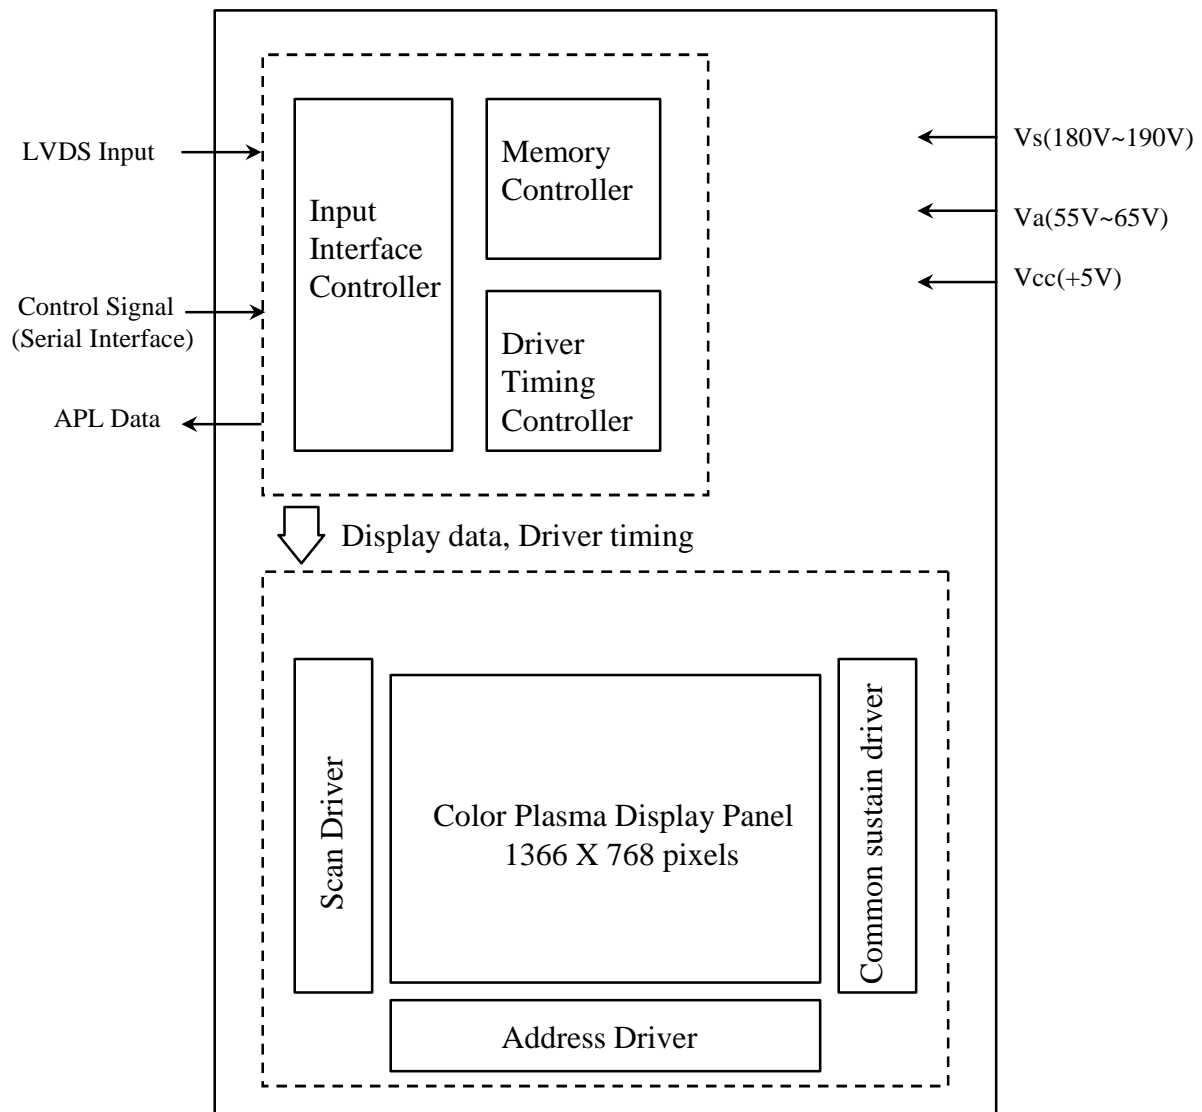 LVDS Input
Control Signal
(Serial Interface)
APL Data
Input
Interface
Controller
Memory
Controller
Driver
Timing
Controller
Vs(180V~190V)
Va(55V~65V)
Vcc(+5V)
Display data, Driver timing
Scan Driver
Color Plasma Display Panel
1366 X 768 pixels
Common sustain driver
Address Driver